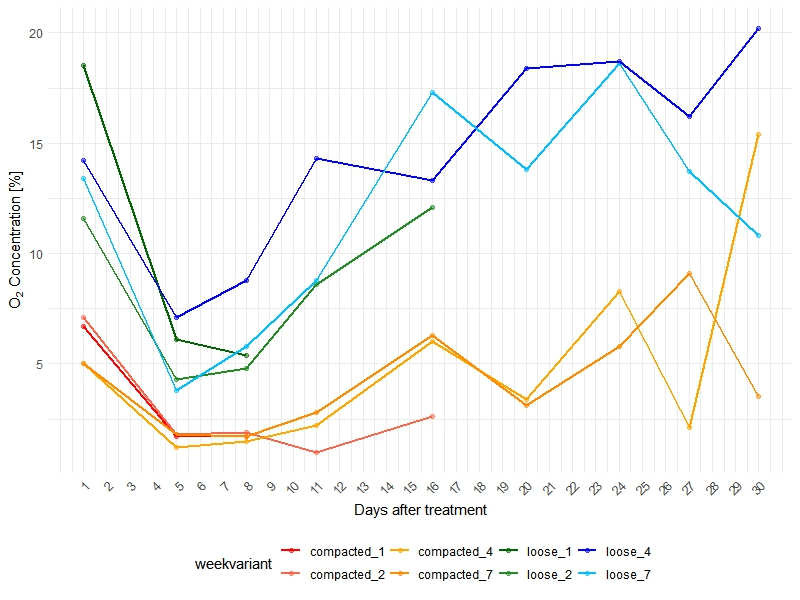 20
15
10
5
O₂ Concentration [%]
1 2 3 4 5 6 7 8 9 10 11 12 13 14 15 16 17 18 19 20 21 22 23 24 25 26 27 28 29 30
Days after treatment
weekvariant
compacted_1 compacted_4 loose_1 loose_4
compacted_2 compacted_7 loose_2 loose_7